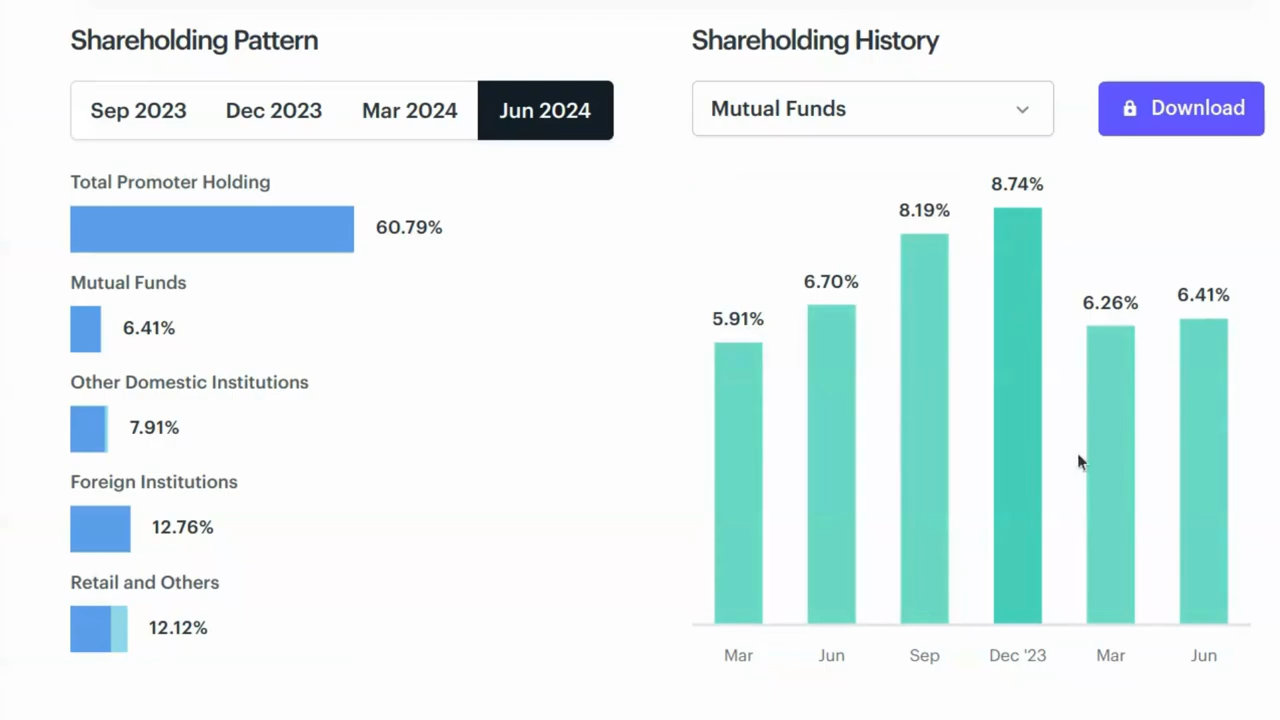 Shareholding Pattern
Sep 2023 Dec 2023 Mar 2024 Jun 2024
Total Promoter Holding
60.79%
Mutual Funds
6.41%
Other Domestic Institutions
7.91%
Foreign Institutions
12.76%
Retail and Others
12.12%
Shareholding History
Mutual Funds
Download
5.91% 6.70% 8.19% 8.74% 6.26% 6.41%
Mar Jun Sep Dec '23 Mar Jun